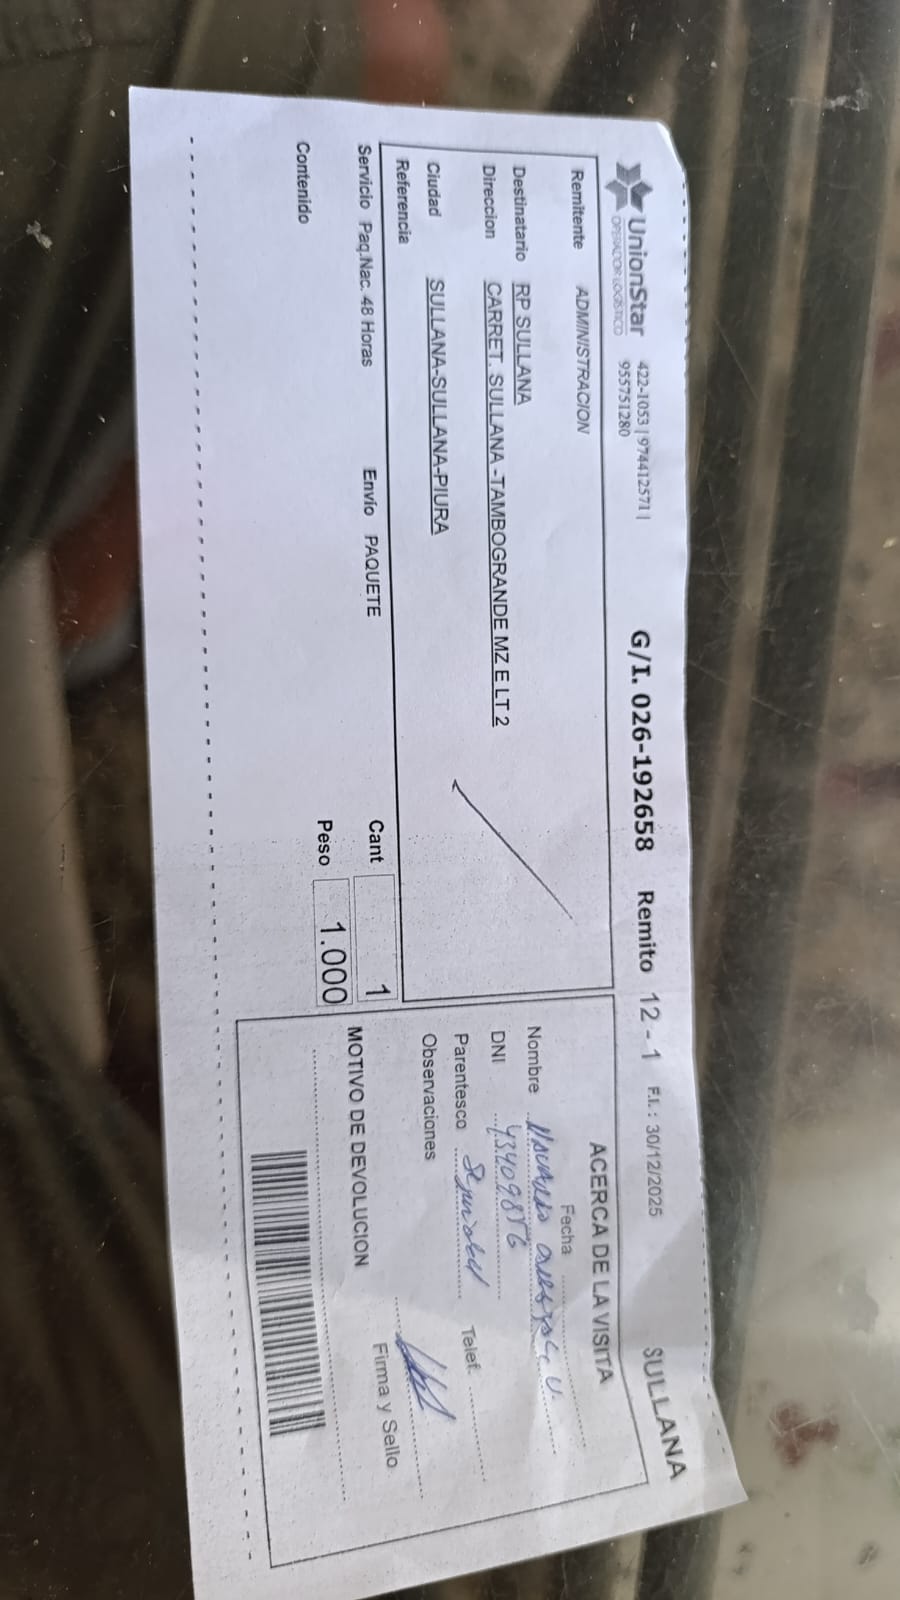 UnionStar
OPERADOR LOGISTICO
422-1053 | 974412571 |
955751280
G/I. 026-192658 Remito 12 - 1 F.I. : 30/12/2025 SULLANA
Remitente ADMINISTRACION
Destinatario RP SULLANA
Direccion CARRET. SULLANA -TAMBOGRANDE MZ E LT 2
Ciudad SULLANA-SULLANA-PIURA
Referencia
Servicio Paq.Nac. 48 Horas Envío PAQUETE Cant 1
Contenido Peso 1.000
ACERCA DE LA VISITA
Fecha
Nombre
DNI
Parentesco Telef.
Observaciones
Firma y Sello
MOTIVO DE DEVOLUCION